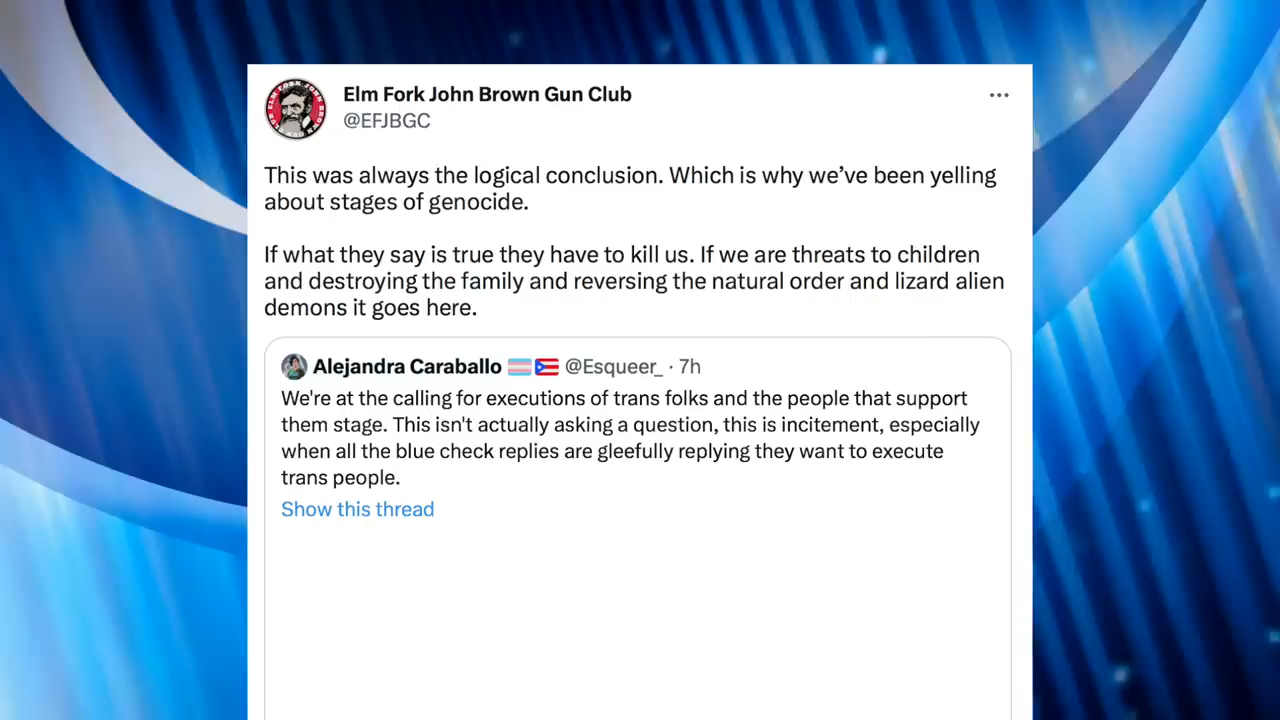 Elm Fork John Brown Gun Club
@EFJBGC
This was always the logical conclusion. Which is why we’ve been yelling
about stages of genocide.
If what they say is true they have to kill us. If we are threats to children
and destroying the family and reversing the natural order and lizard alien
demons it goes here.
Alejandra Caraballo @Esqueer_ · 7h
We're at the calling for executions of trans folks and the people that support
them stage. This isn't actually asking a question, this is incitement, especially
when all the blue check replies are gleefully replying they want to execute
trans people.
Show this thread